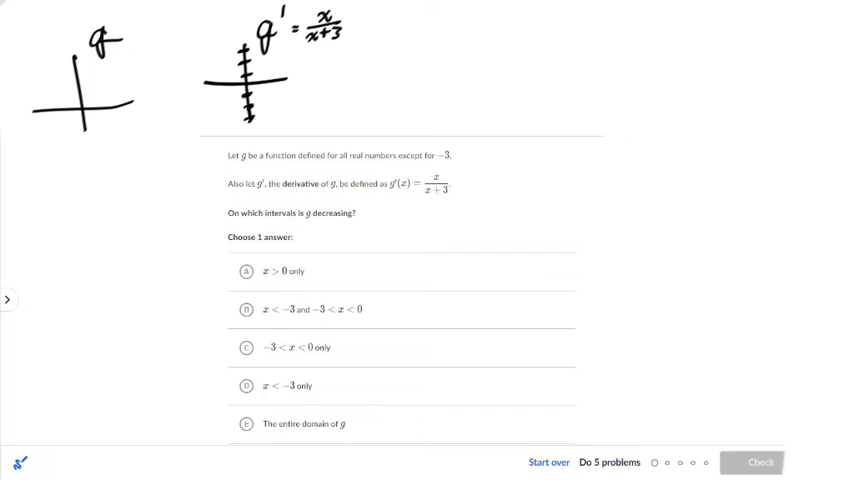 g
g' = x/(x+3)
Let g be a function defined for all real numbers except for −3.
Also let g′, the derivative of g, be defined as g′(x) = x/(x + 3).
On which intervals is g decreasing?
Choose 1 answer:
A x > 0 only
B x < −3 and −3 < x < 0
C −3 < x < 0 only
D x < −3 only
E The entire domain of g
Start over Do 5 problems Check